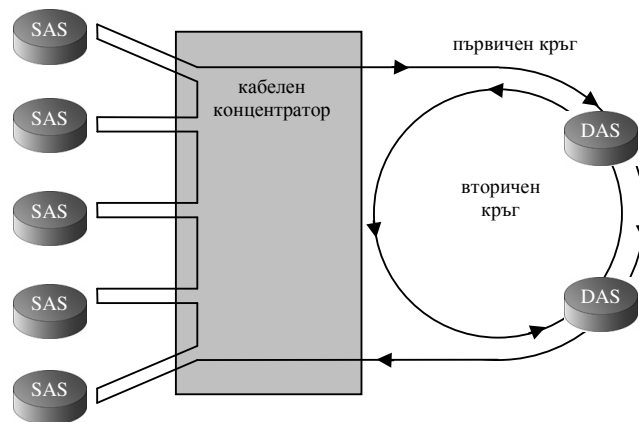 SAS
първичен кръг
кабелен
концентратор
SAS
DAS
SAS
вторичен
кръг
SAS
DAS
SAS